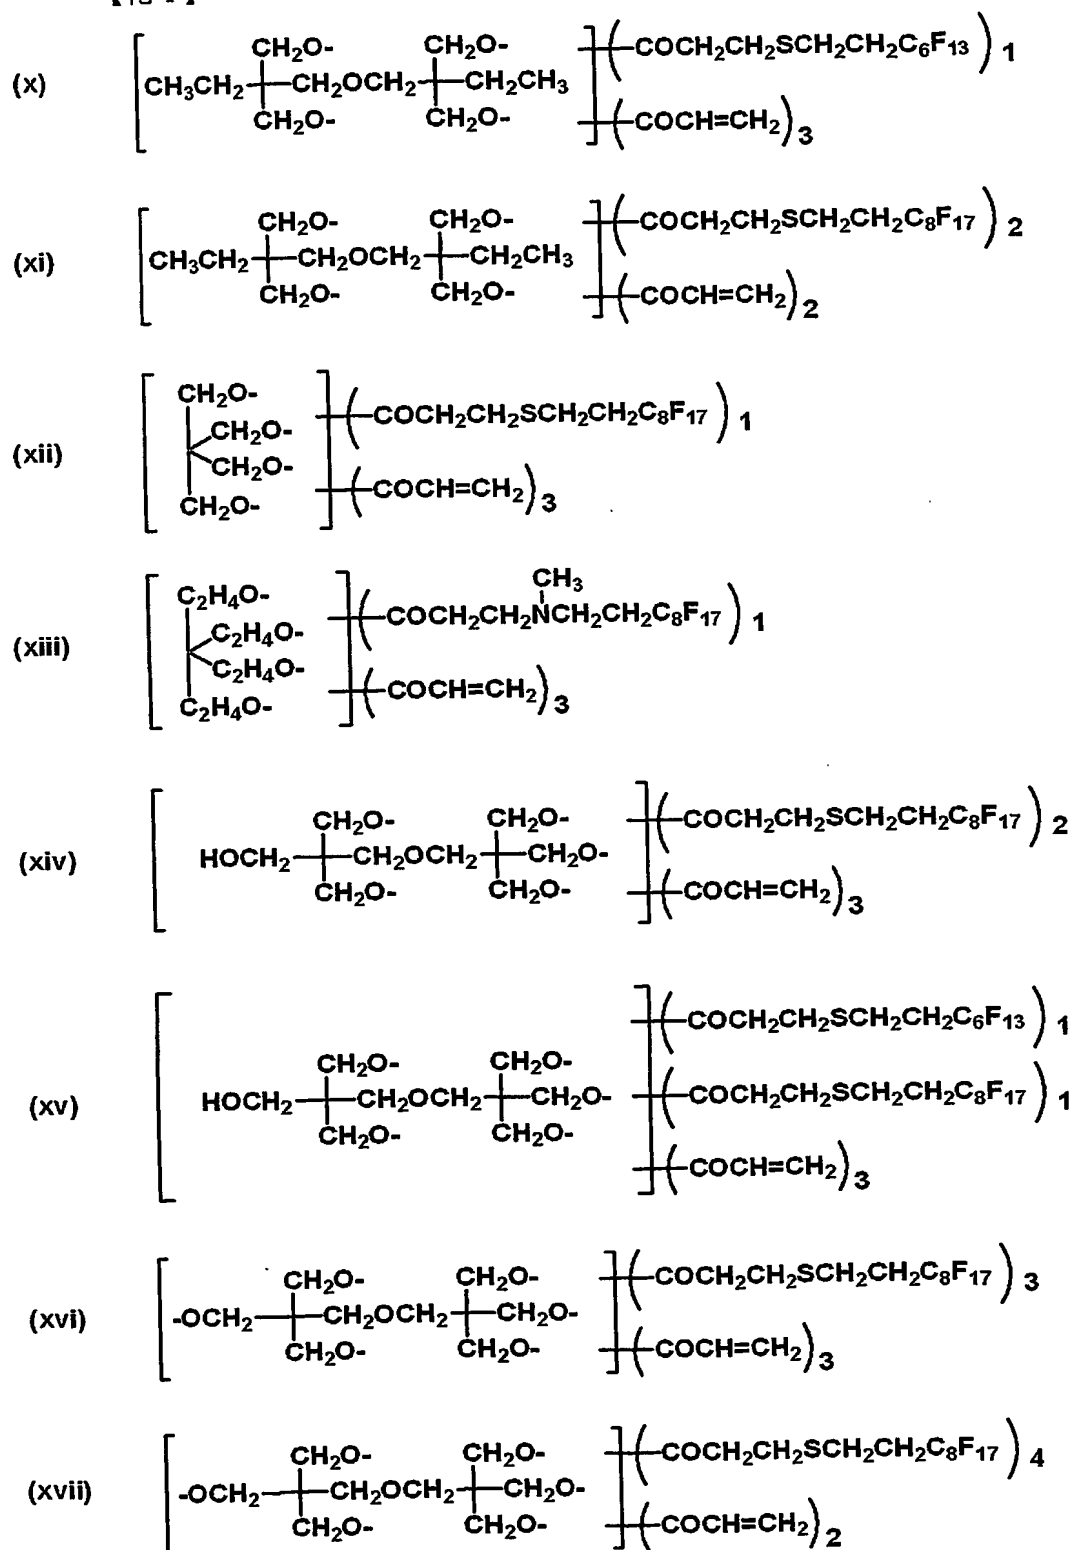 (x)
CH₂O- CH₂O- (COCH₂CH₂SCH₂CH₂C₆F₁₃)1
CH₃CH₂ CH₂OCH₂ CH₂CH₃
CH₂O- CH₂O- (COCH=CH₂)3
(xi)
CH₂O- CH₂O- (COCH₂CH₂SCH₂CH₂C₈F₁₇)2
CH₃CH₂ CH₂OCH₂ CH₂CH₃
CH₂O- CH₂O- (COCH=CH₂)2
(xii)
CH₂O- (COCH₂CH₂SCH₂CH₂C₈F₁₇)1
CH₂O-
CH₂O-
CH₂O- (COCH=CH₂)3
(xiii)
CH₃
C₂H₄O- (COCH₂CH₂NCH₂CH₂C₈F₁₇)1
C₂H₄O-
C₂H₄O-
C₂H₄O- (COCH=CH₂)3
(xiv)
CH₂O- CH₂O- (COCH₂CH₂SCH₂CH₂C₈F₁₇)2
HOCH₂ CH₂OCH₂ CH₂O-
CH₂O- CH₂O- (COCH=CH₂)3
(xv)
(COCH₂CH₂SCH₂CH₂C₆F₁₃)1
CH₂O- CH₂O-
HOCH₂ CH₂OCH₂ CH₂O- (COCH₂CH₂SCH₂CH₂C₈F₁₇)1
CH₂O- CH₂O-
(COCH=CH₂)3
(xvi)
CH₂O- CH₂O- (COCH₂CH₂SCH₂CH₂C₈F₁₇)3
-OCH₂ CH₂OCH₂ CH₂O-
CH₂O- CH₂O- (COCH=CH₂)3
(xvii)
CH₂O- CH₂O- (COCH₂CH₂SCH₂CH₂C₈F₁₇)4
-OCH₂ CH₂OCH₂ CH₂O-
CH₂O- CH₂O- (COCH=CH₂)2